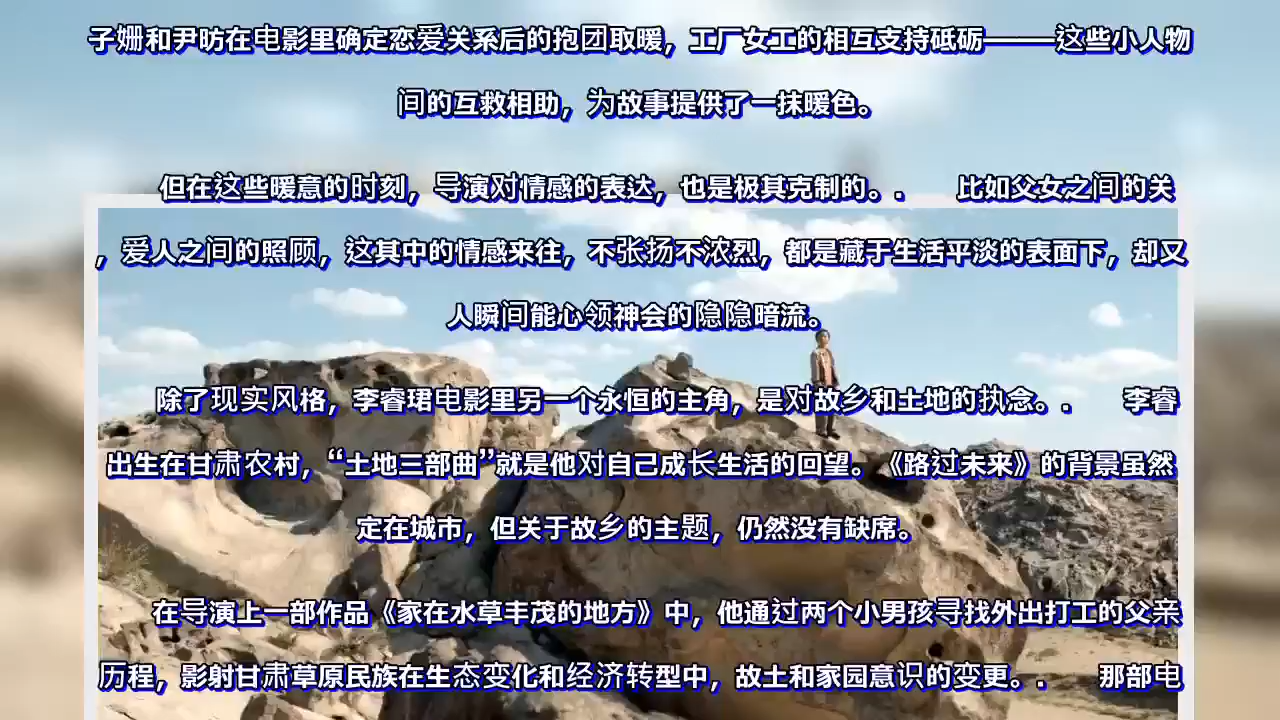 子姗和尹昉在电影里确定恋爱关系后的抱团取暖，工厂女工的相互支持砥砺———这些小人物
间的互救相助，为故事提供了一抹暖色。
但在这些暖意的时刻，导演对情感的表达，也是极其克制的。. 比如父女之间的关
，爱人之间的照顾，这其中的情感来往，不张扬不浓烈，都是藏于生活平淡的表面下，却又
人瞬间能心领神会的隐隐暗流。
除了现实风格，李睿珺电影里另一个永恒的主角，是对故乡和土地的执念。. 李睿
出生在甘肃农村，“土地三部曲”就是他对自己成长生活的回望。《路过未来》的背景虽然
定在城市，但关于故乡的主题，仍然没有缺席。
在导演上一部作品《家在水草丰茂的地方》中，他通过两个小男孩寻找外出打工的父亲
历程，影射甘肃草原民族在生态变化和经济转型中，故土和家园意识的变更。. 那部电